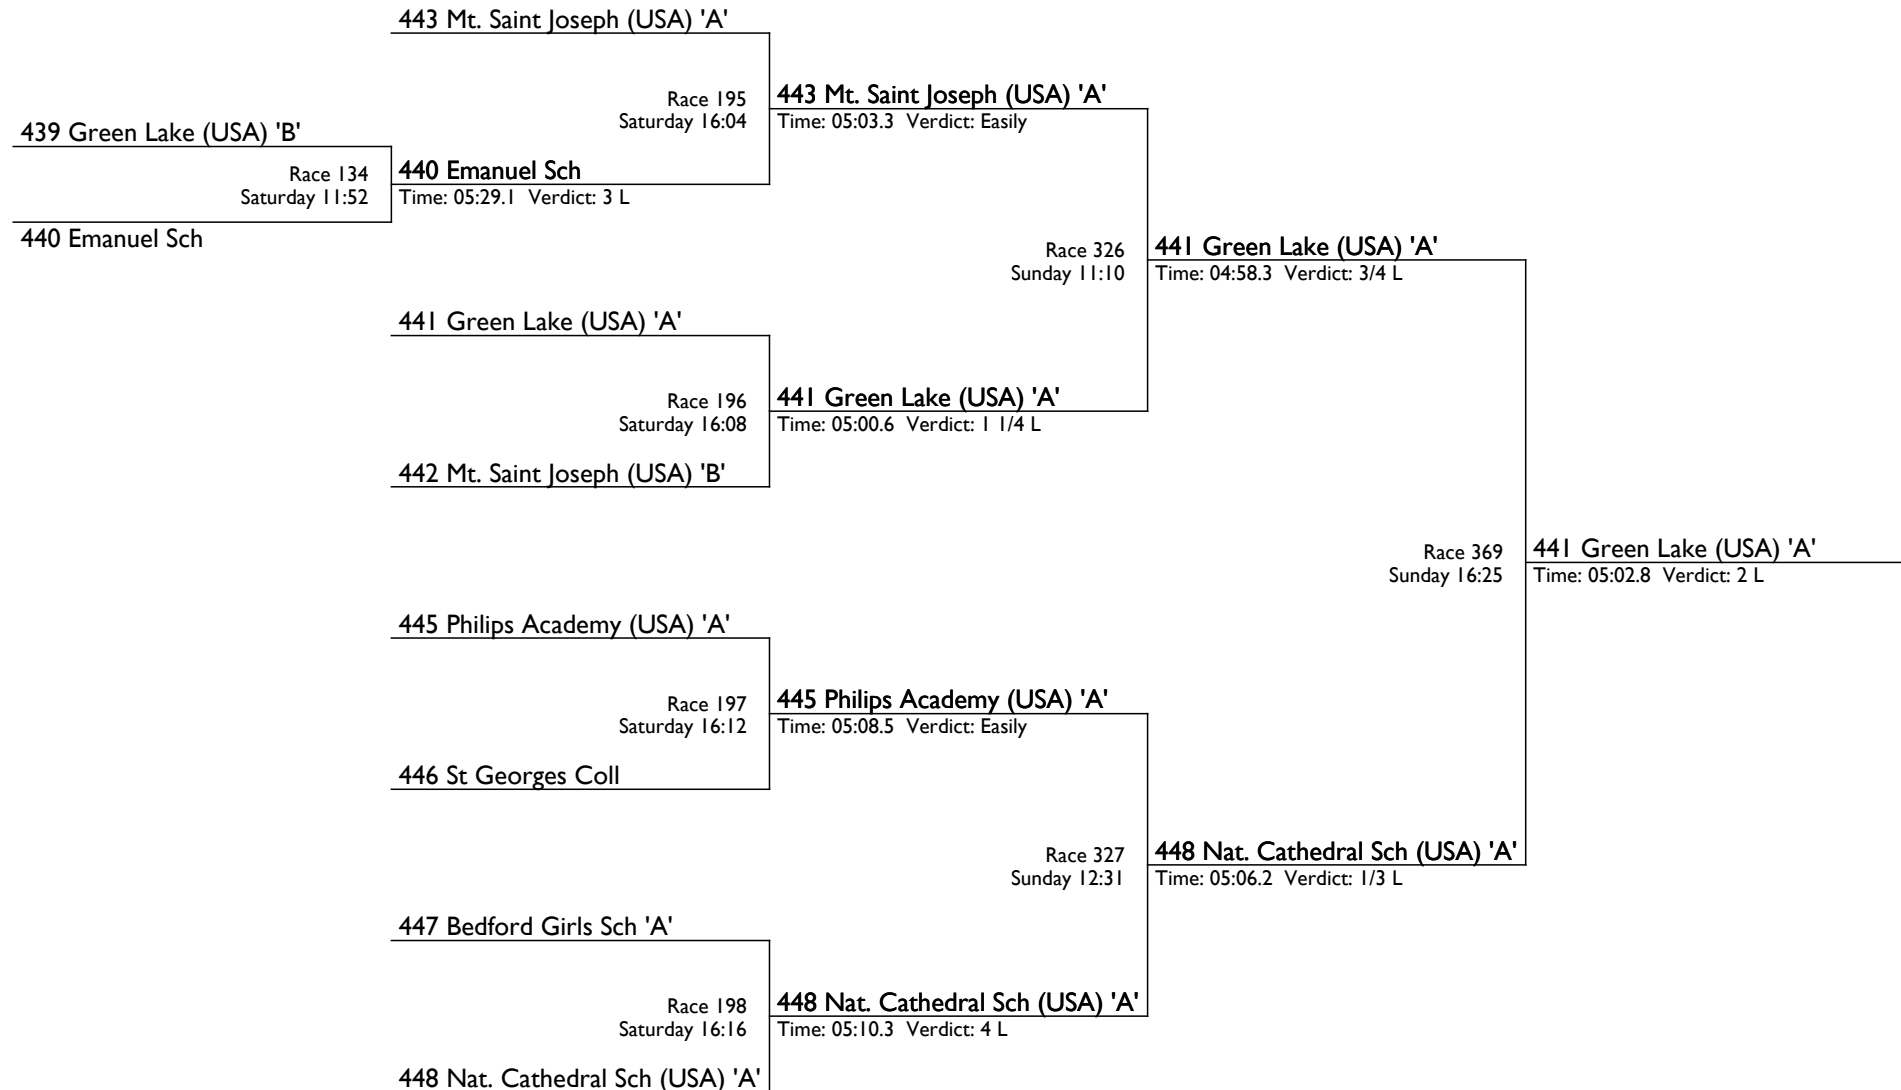 443 Mt. Saint Joseph (USA) 'A'
Race 195
Saturday 16:04
443 Mt. Saint Joseph (USA) 'A'
Time: 05:03.3 Verdict: Easily
439 Green Lake (USA) 'B'
Race 134
Saturday 11:52
440 Emanuel Sch
Time: 05:29.1 Verdict: 3 L
440 Emanuel Sch
Race 326
Sunday 11:10
441 Green Lake (USA) 'A'
Time: 04:58.3 Verdict: 3/4 L
441 Green Lake (USA) 'A'
Race 196
Saturday 16:08
441 Green Lake (USA) 'A'
Time: 05:00.6 Verdict: 1 1/4 L
442 Mt. Saint Joseph (USA) 'B'
Race 369
Sunday 16:25
441 Green Lake (USA) 'A'
Time: 05:02.8 Verdict: 2 L
445 Philips Academy (USA) 'A'
Race 197
Saturday 16:12
445 Philips Academy (USA) 'A'
Time: 05:08.5 Verdict: Easily
446 St Georges Coll
Race 327
Sunday 12:31
448 Nat. Cathedral Sch (USA) 'A'
Time: 05:06.2 Verdict: 1/3 L
447 Bedford Girls Sch 'A'
Race 198
Saturday 16:16
448 Nat. Cathedral Sch (USA) 'A'
Time: 05:10.3 Verdict: 4 L
448 Nat. Cathedral Sch (USA) 'A'